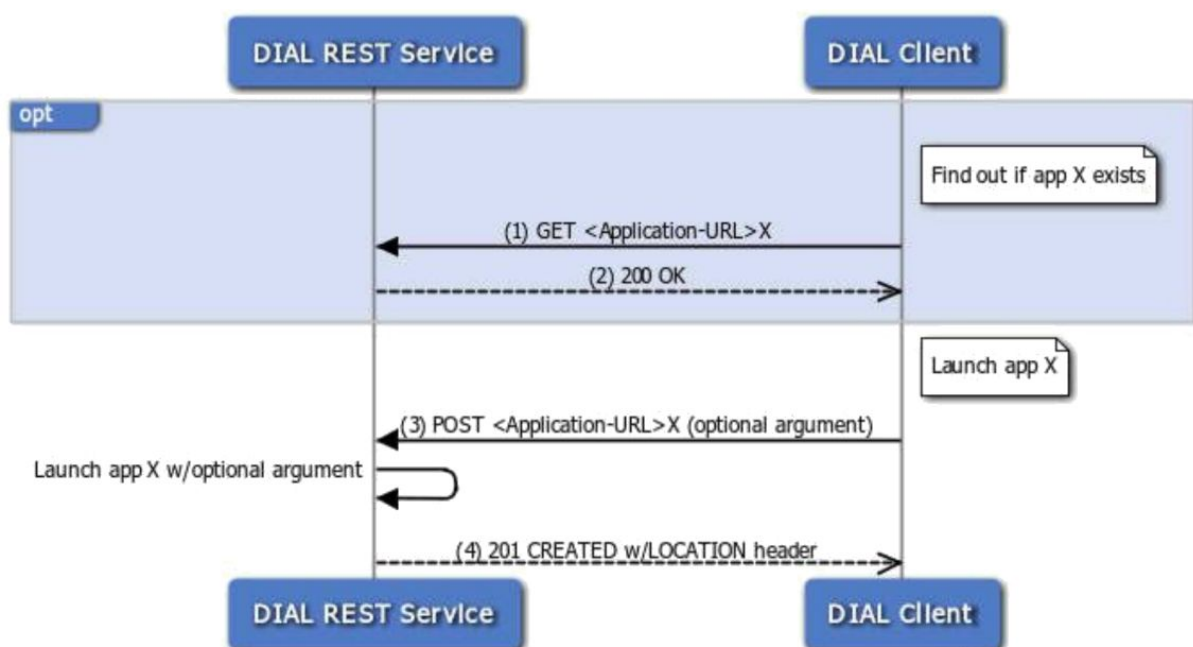 DIAL REST Service
DIAL Client
opt
Find out if app X exists
(1) GET <Application-URL>X
(2) 200 OK
Launch app X
(3) POST <Application-URL>X (optional argument)
Launch app X w/optional argument
(4) 201 CREATED w/LOCATION header
DIAL REST Service
DIAL Client